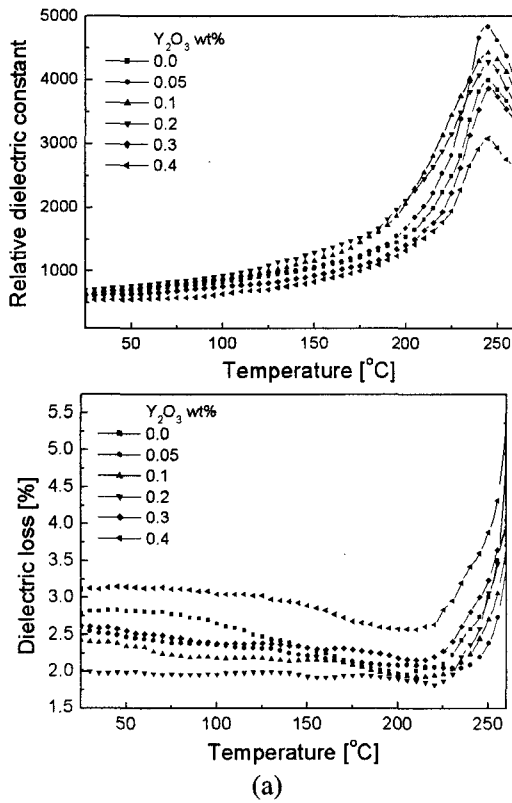 5000
4000
3000
2000
1000
Relative dielectric constant
Y₂O₃ wt%
0.0
0.05
0.1
0.2
0.3
0.4
50 100 150 200 250
Temperature [°C]
5.5
5.0
4.5
4.0
3.5
3.0
2.5
2.0
1.5
Dielectric loss [%]
Y₂O₃ wt%
0.0
0.05
0.1
0.2
0.3
0.4
50 100 150 200 250
Temperature [°C]
(a)